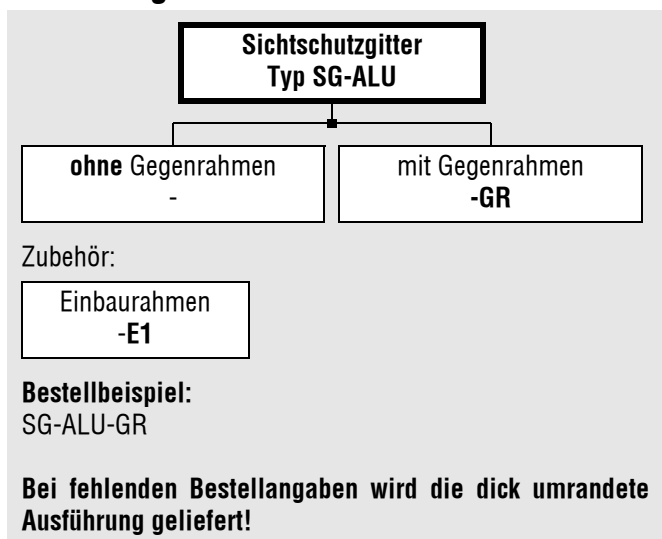 Sichtschutzgitter
Typ SG-ALU
ohne Gegenrahmen
-
mit Gegenrahmen
-GR
Zubehör:
Einbaurahmen
-E1
Bestellbeispiel:
SG-ALU-GR
Bei fehlenden Bestellangaben wird die dick umrandete
Ausführung geliefert!